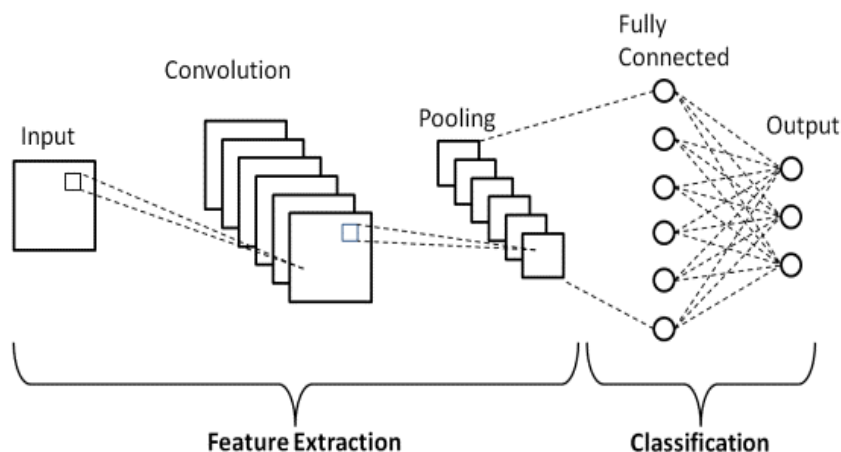 Input
Convolution
Pooling
Fully
Connected
Output
Feature Extraction
Classification